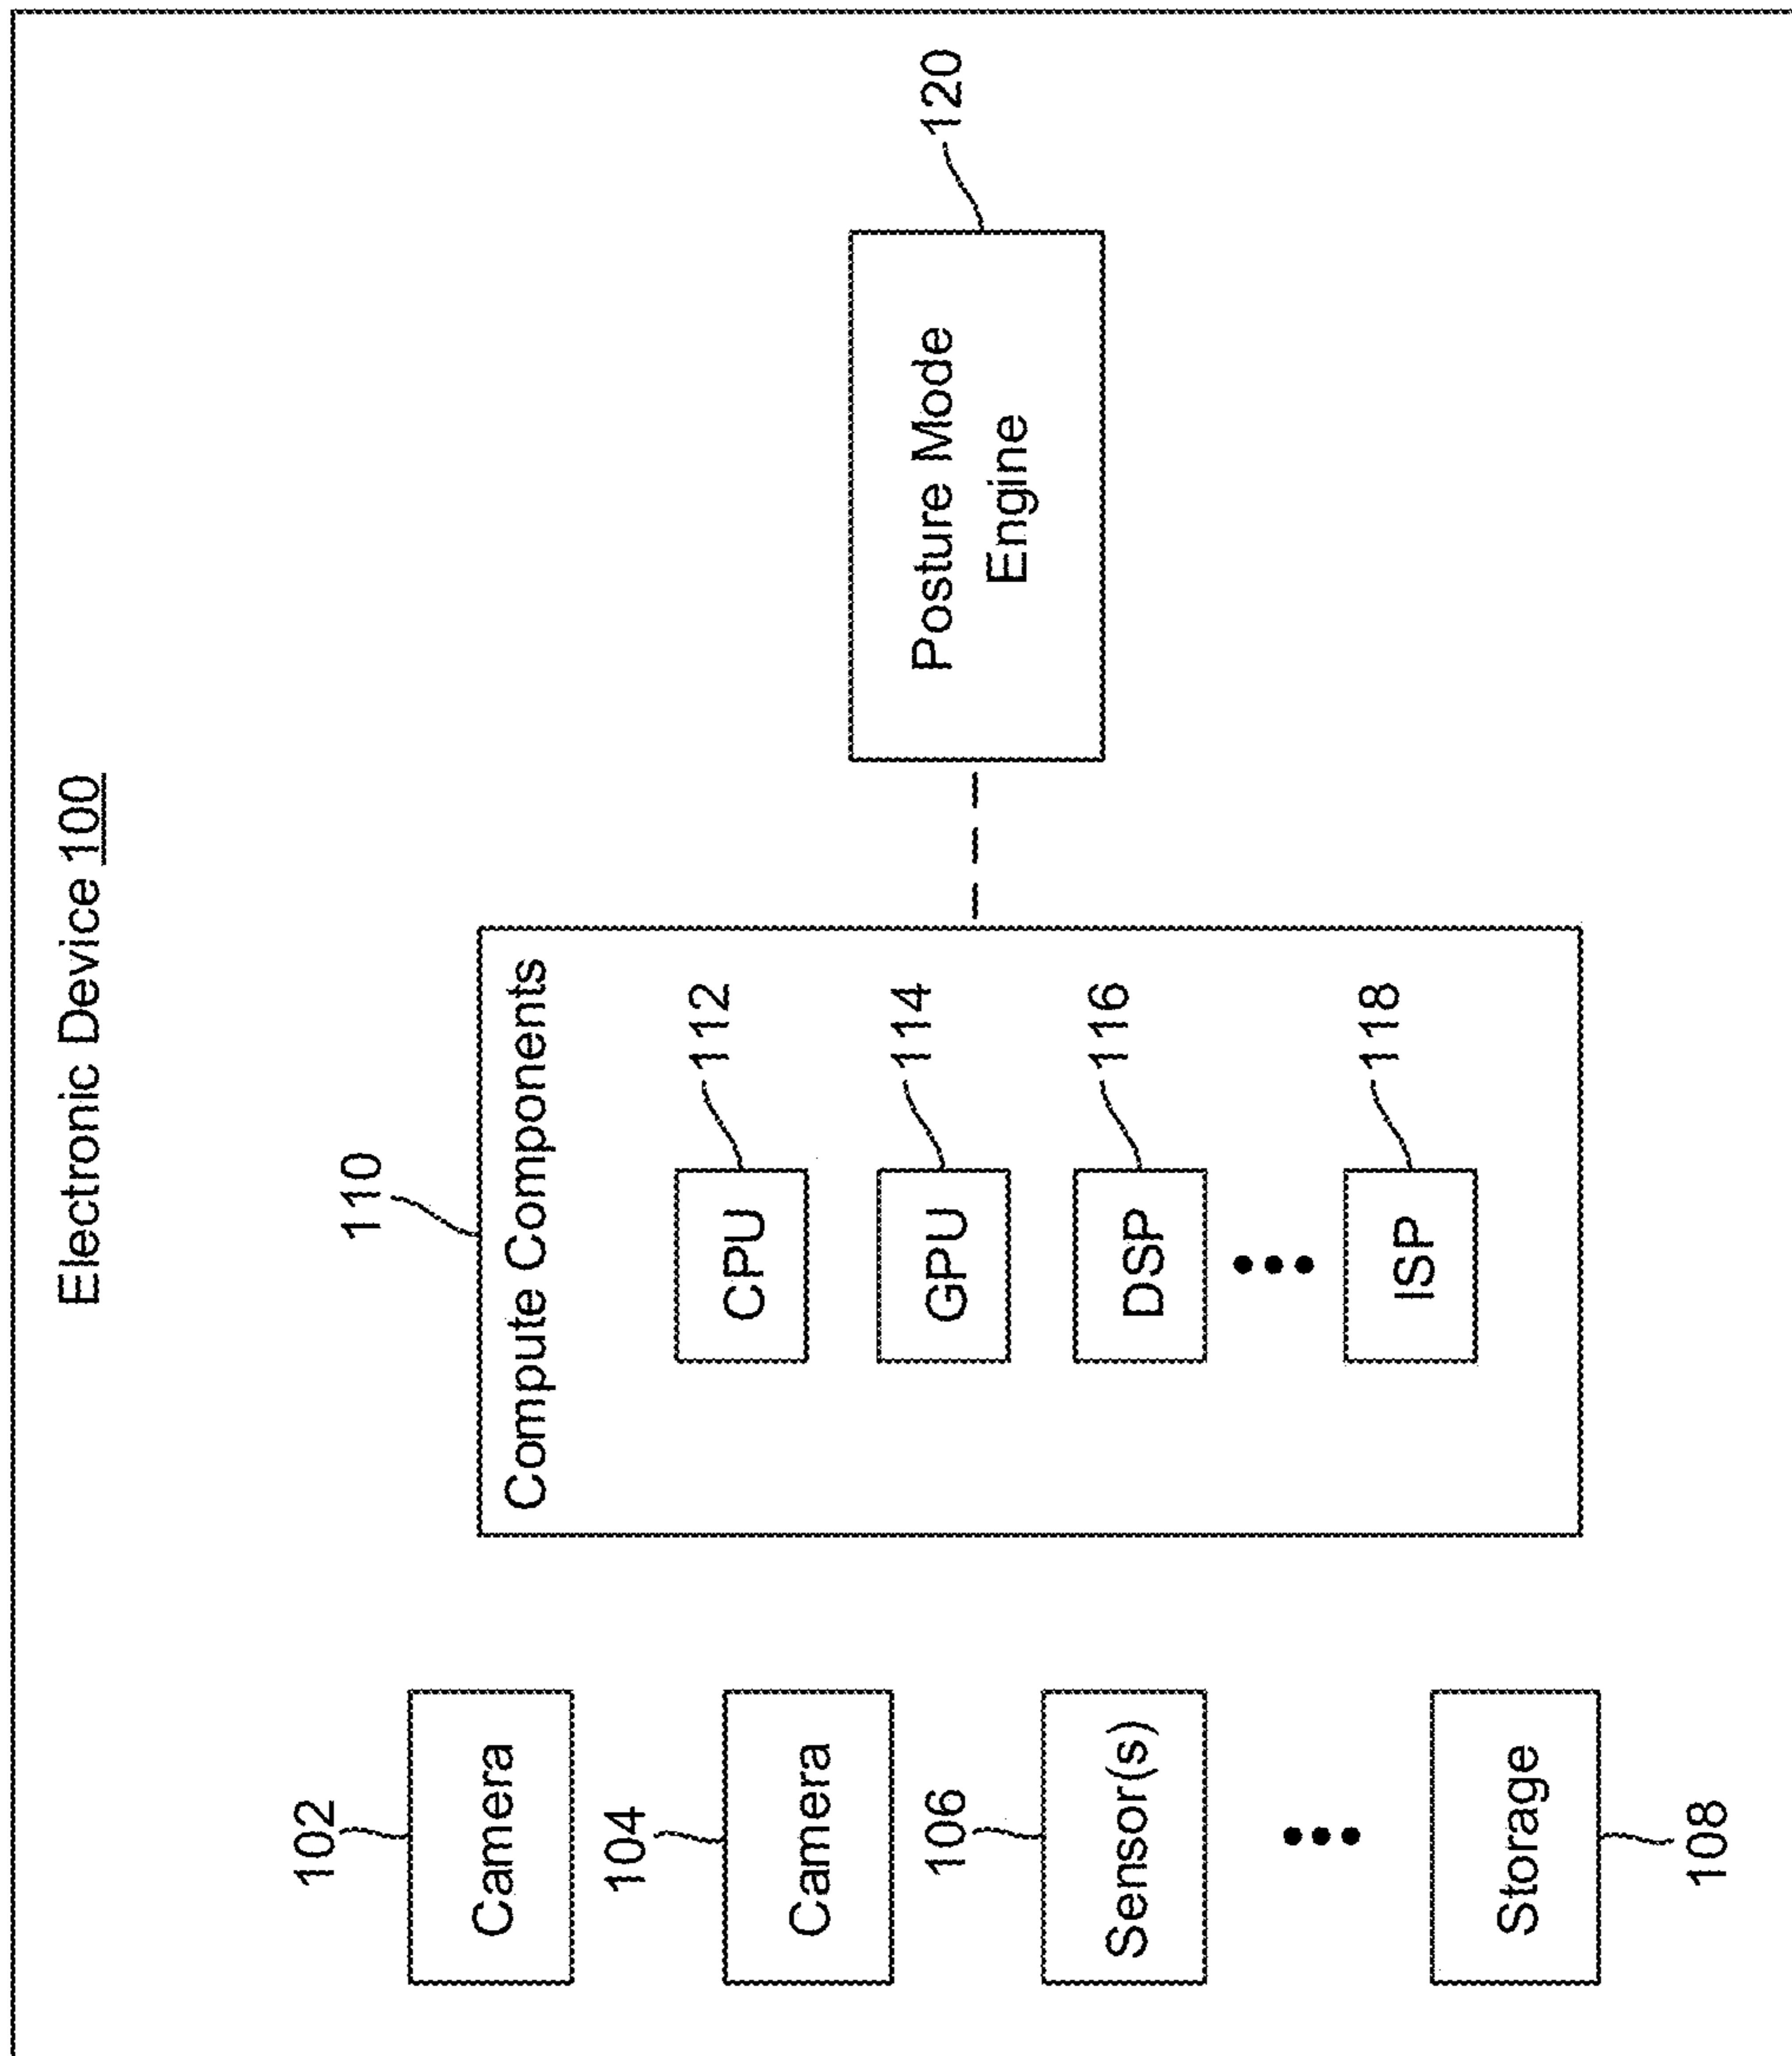 Electronic Device 100
102
Camera
104
Camera
106
Sensor(s)
Storage
108
110
Compute Components
CPU
112
GPU
114
DSP
116
ISP
118
Posture Mode
Engine
120